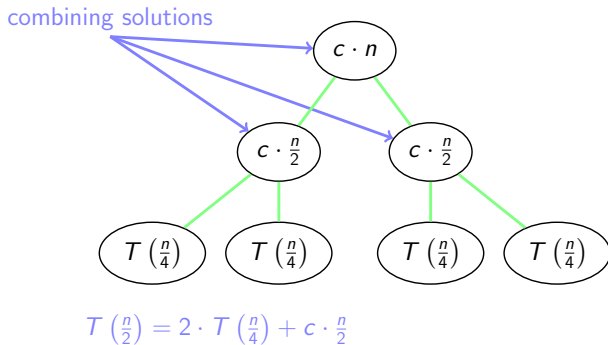 combining solutions
c · n
c · n/2 c · n/2
T (n/4) T (n/4) T (n/4) T (n/4)
T (n/2) = 2 · T (n/4) + c · n/2